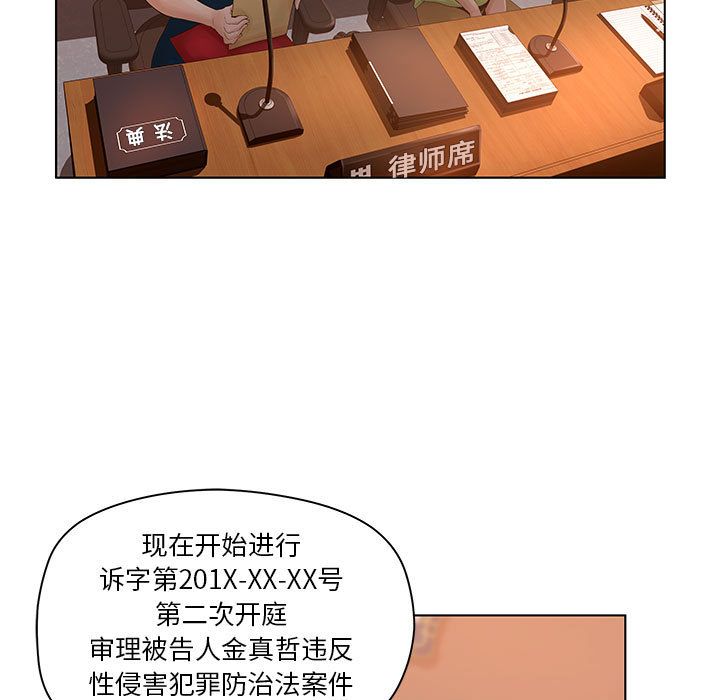 法典
律师席
现在开始进行
诉字第201X-XX-XX号
第二次开庭
审理被告人金真哲违反
性侵害犯罪防治法案件